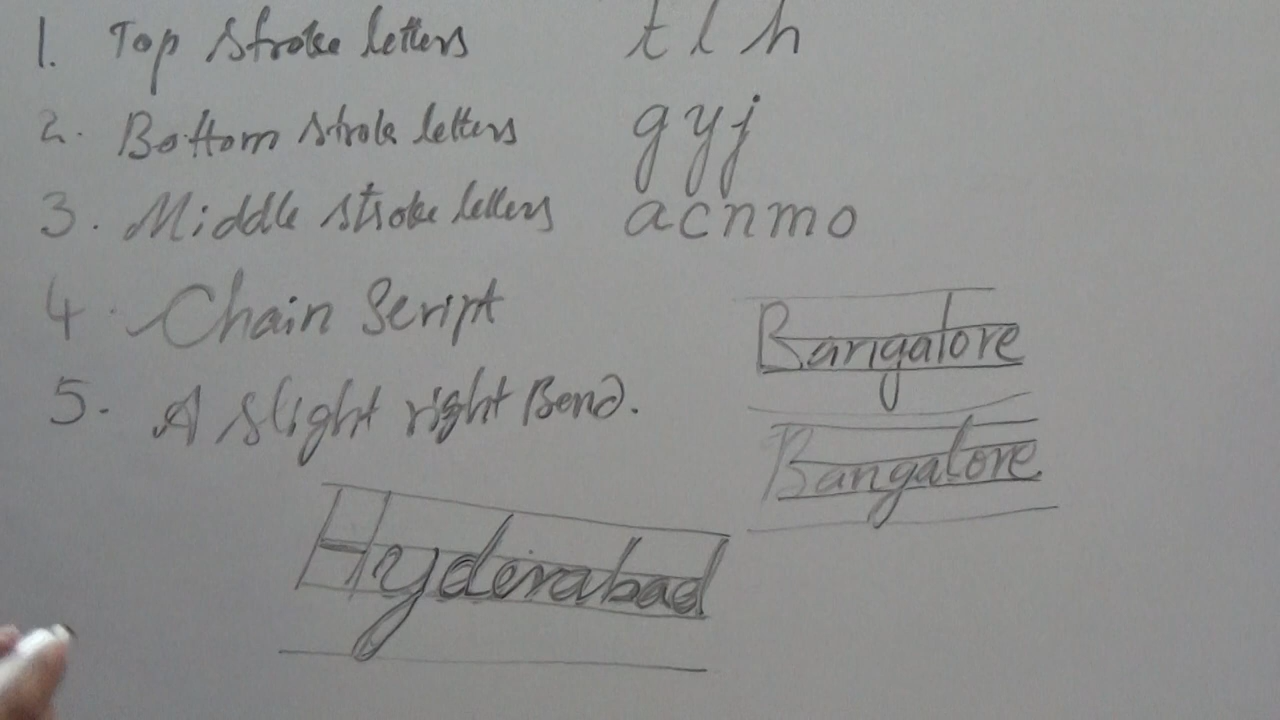 1. Top stroke letters t l h
2. Bottom stroke letters g y j
3. Middle stroke letters a c n m o
4. Chain Script
5. A slight right Bend.
Bangalore
Bangalore
Hyderabad